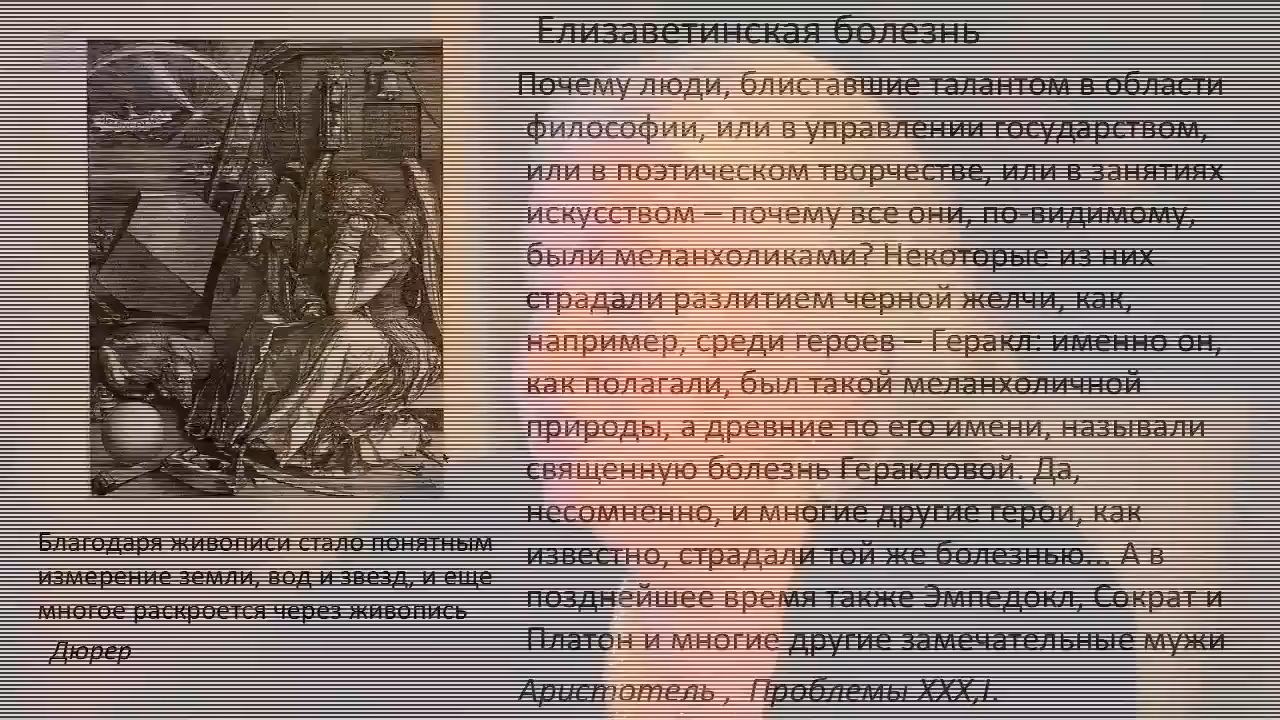 Елизаветинская болезнь
Почему люди, блиставшие талантом в области
философии, или в управлении государством,
или в поэтическом творчестве, или в занятиях
искусством – почему все они, по-видимому,
были меланхоликами? Некоторые из них
страдали разлитием черной желчи, как,
например, среди героев – Геракл: именно он,
как полагали, был такой меланхоличной
природы, а древние по его имени, называли
священную болезнь Геракловой. Да,
несомненно, и многие другие герои, как
известно, страдали той же болезнью... А в
позднейшее время также Эмпедокл, Сократ и
Платон и многие другие замечательные мужи
Аристотель , Проблемы XXX,I.
Благодаря живописи стало понятным
измерение земли, вод и звезд, и еще
многое раскроется через живопись
Дюрер